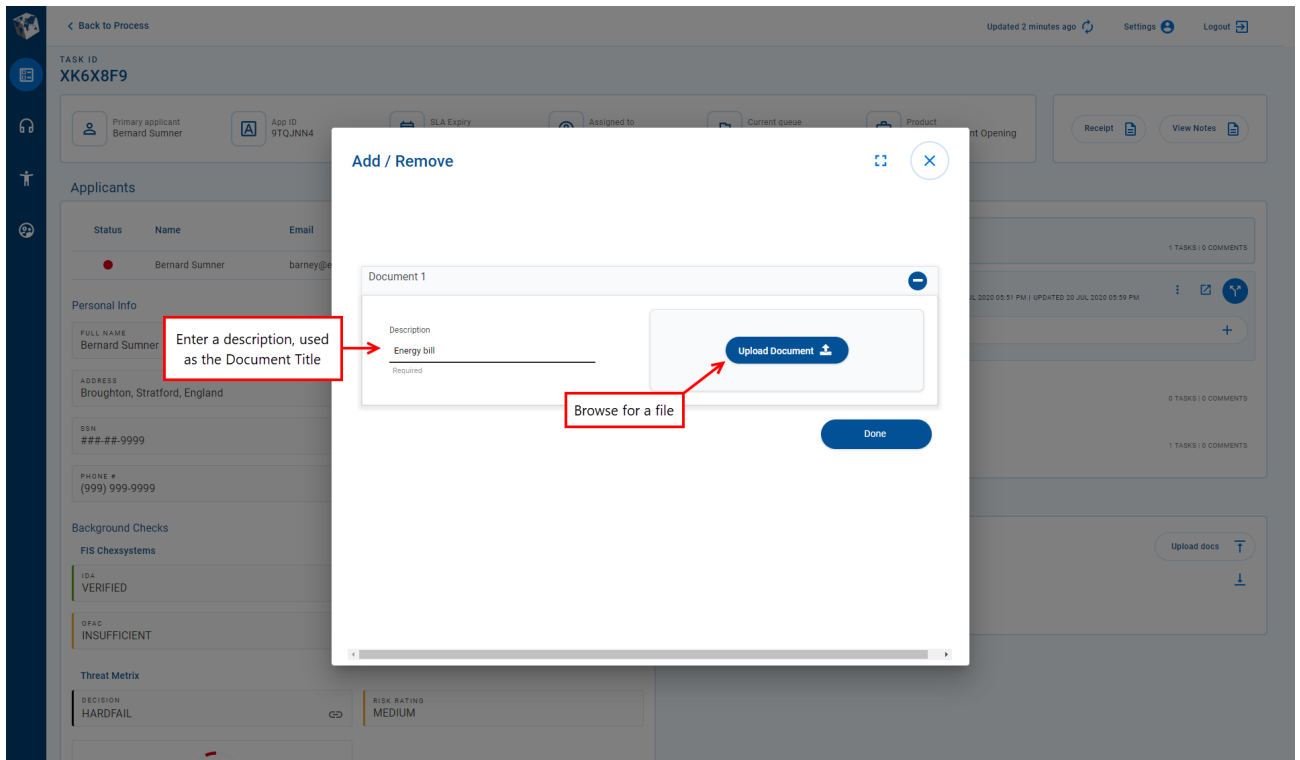 Back to Process
Updated 2 minutes ago
Settings
Logout
TASK ID
XK6X8F9
Primary applicant
Bernard Sumner
App ID
9TQJNN4
SLA Expiry
Assigned to
Current queue
Product
nt Opening
Receipt
View Notes
Add / Remove
Applicants
Status Name Email
Bernard Sumner barney@e
1 TASKS | 0 COMMENTS
Document 1
JL 2020 05:51 PM | UPDATED 20 JUL 2020 05:59 PM
Personal Info
FULL NAME
Bernard Sumner
Enter a description, used
as the Document Title
Description
Energy bill
Required
Upload Document
Browse for a file
Done
ADDRESS
Broughton, Stratford, England
0 TASKS | 0 COMMENTS
SSN
###-##-9999
1 TASKS | 0 COMMENTS
PHONE #
(999) 999-9999
Background Checks
FIS Chexsystems
IDA
VERIFIED
OFAC
INSUFFICIENT
Upload docs
Threat Metrix
DECISION
HARDFAIL
RISK RATING
MEDIUM